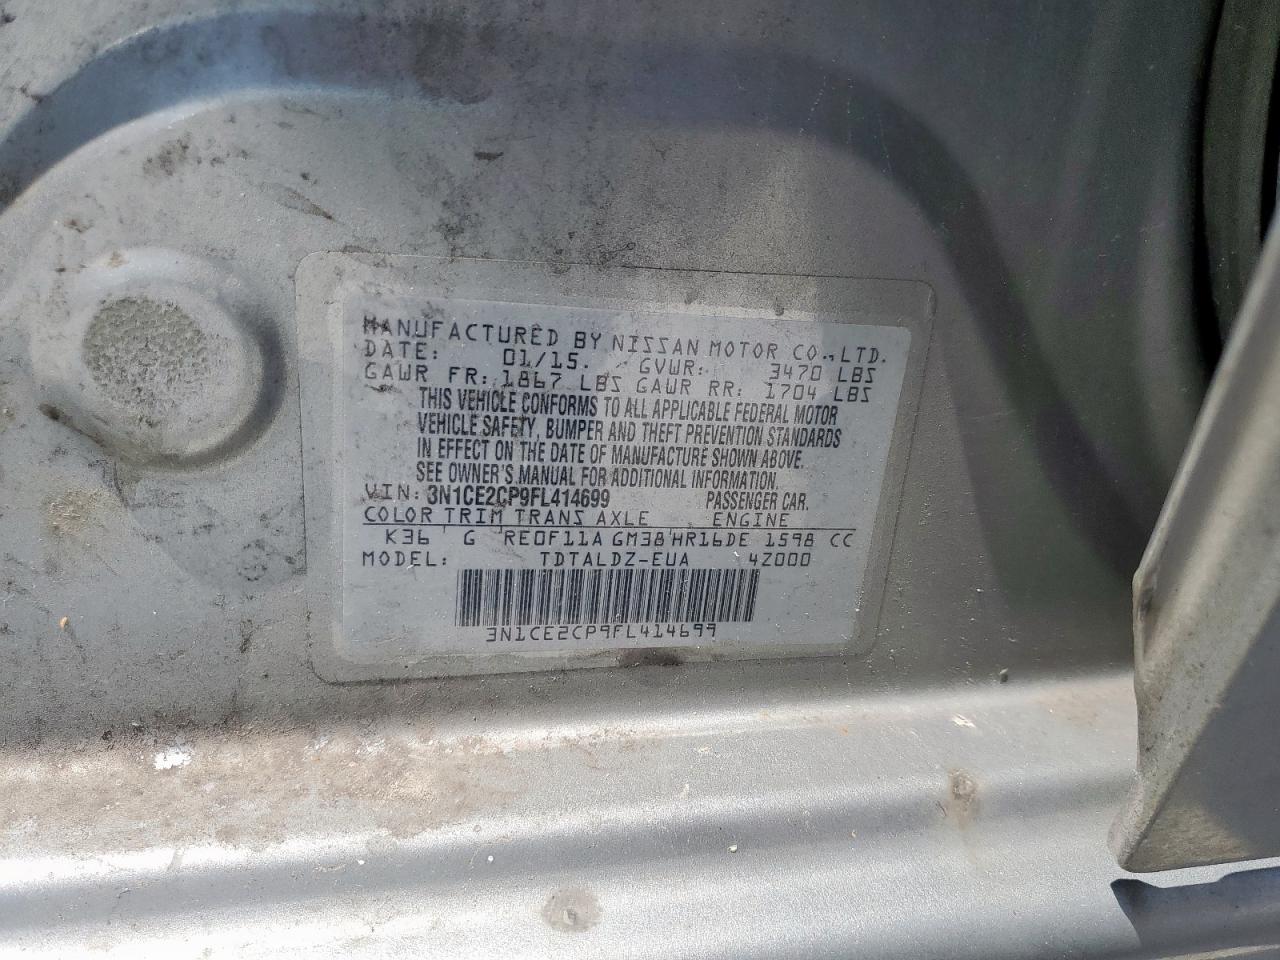 MANUFACTURED BY NISSAN MOTOR CO., LTD.
DATE: 01/15. GVWR: 3470 LBS
GAWR FR: 1867 LBS GAWR RR: 1704 LBS
THIS VEHICLE CONFORMS TO ALL APPLICABLE FEDERAL MOTOR
VEHICLE SAFETY, BUMPER AND THEFT PREVENTION STANDARDS
IN EFFECT ON THE DATE OF MANUFACTURE SHOWN ABOVE.
SEE OWNER'S MANUAL FOR ADDITIONAL INFORMATION.
VIN: 3N1CE2CP9FL414699 PASSENGER CAR.
COLOR TRIM TRANS AXLE ENGINE
K36 G RE0F11A GM38 HR16DE 1598 CC
MODEL: TDTALDZ-EUA 4Z000
3N1CE2CP9FL414699